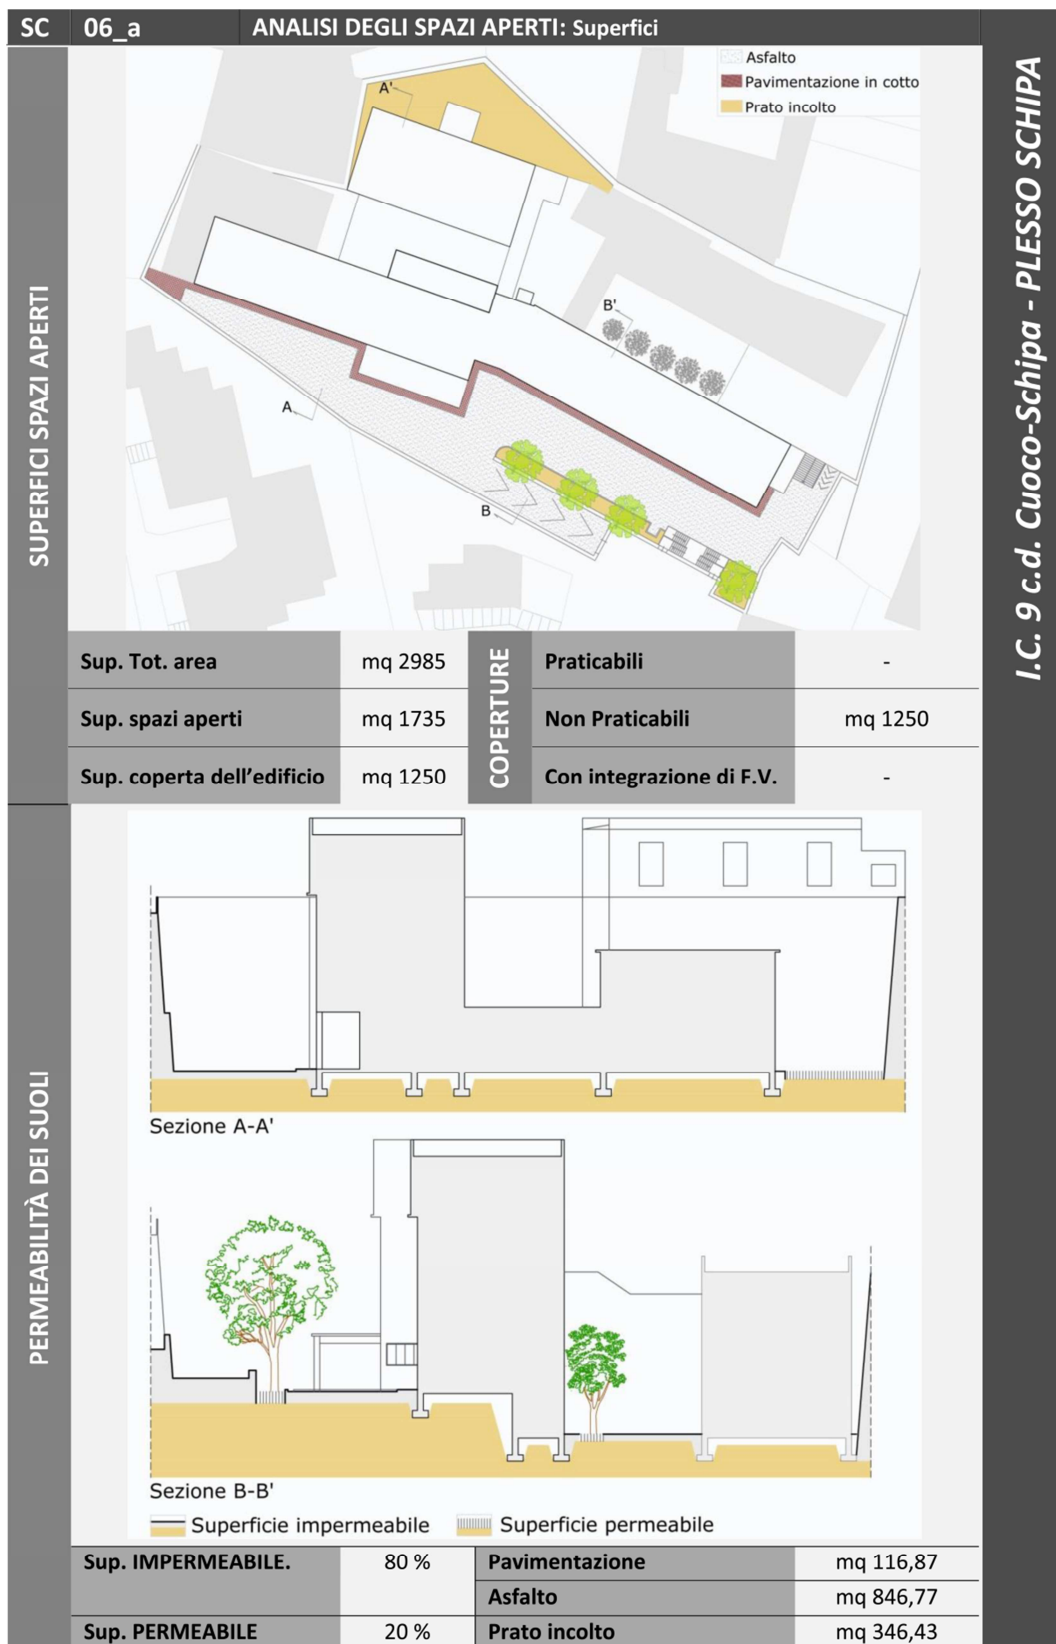 SC 06_a ANALISI DEGLI SPAZI APERTI: Superfici
I.C. 9 c.d. Cuoco-Schipa - PLESSO SCHIPA
SUPERFICI SPAZI APERTI
Asfalto
Pavimentazione in cotto
Prato incolto
A'
B'
A
B
Sup. Tot. area mq 2985
Sup. spazi aperti mq 1735
Sup. coperta dell'edificio mq 1250
COPERTURE
Praticabili -
Non Praticabili mq 1250
Con integrazione di F.V. -
PERMEABILITÀ DEI SUOLI
Sezione A-A'
Sezione B-B'
Superficie impermeabile Superficie permeabile
Sup. IMPERMEABILE. 80 % Pavimentazione mq 116,87
Asfalto mq 846,77
Sup. PERMEABILE 20 % Prato incolto mq 346,43